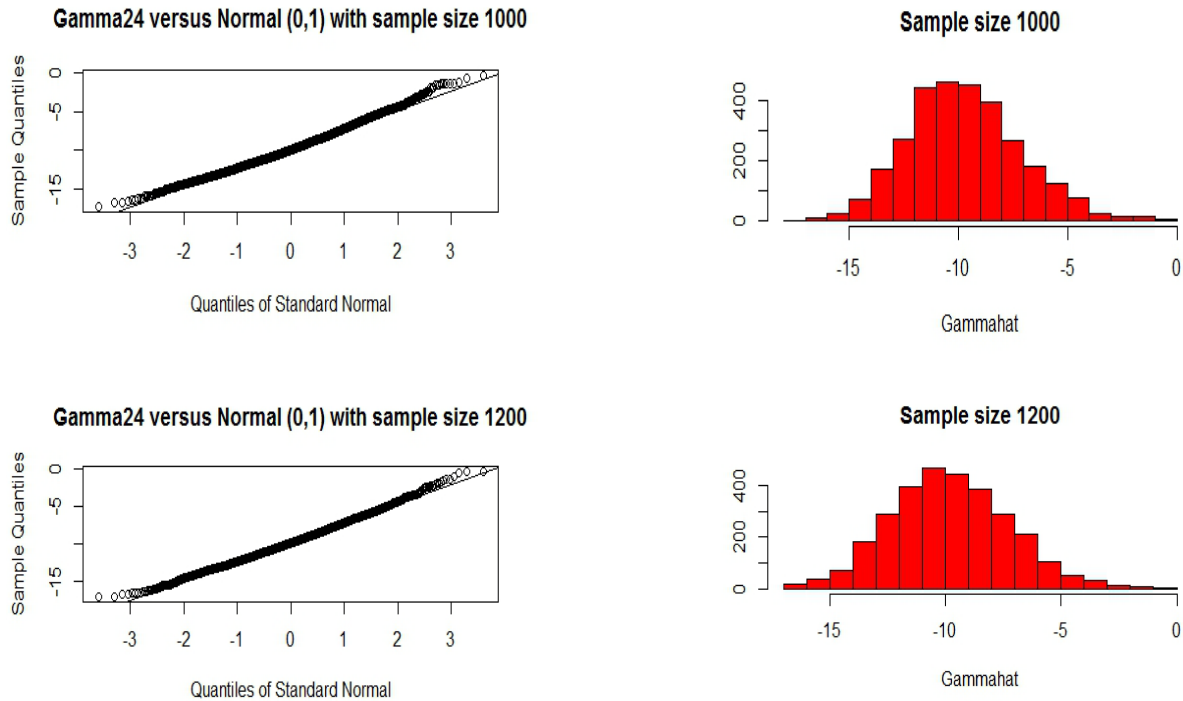 Gamma24 versus Normal (0,1) with sample size 1000
Sample Quantiles
0
-5
-15
-3 -2 -1 0 1 2 3
Quantiles of Standard Normal
Sample size 1000
400
200
0
-15 -10 -5 0
Gammahat
Gamma24 versus Normal (0,1) with sample size 1200
Sample Quantiles
0
-5
-15
-3 -2 -1 0 1 2 3
Quantiles of Standard Normal
Sample size 1200
400
200
0
-15 -10 -5 0
Gammahat